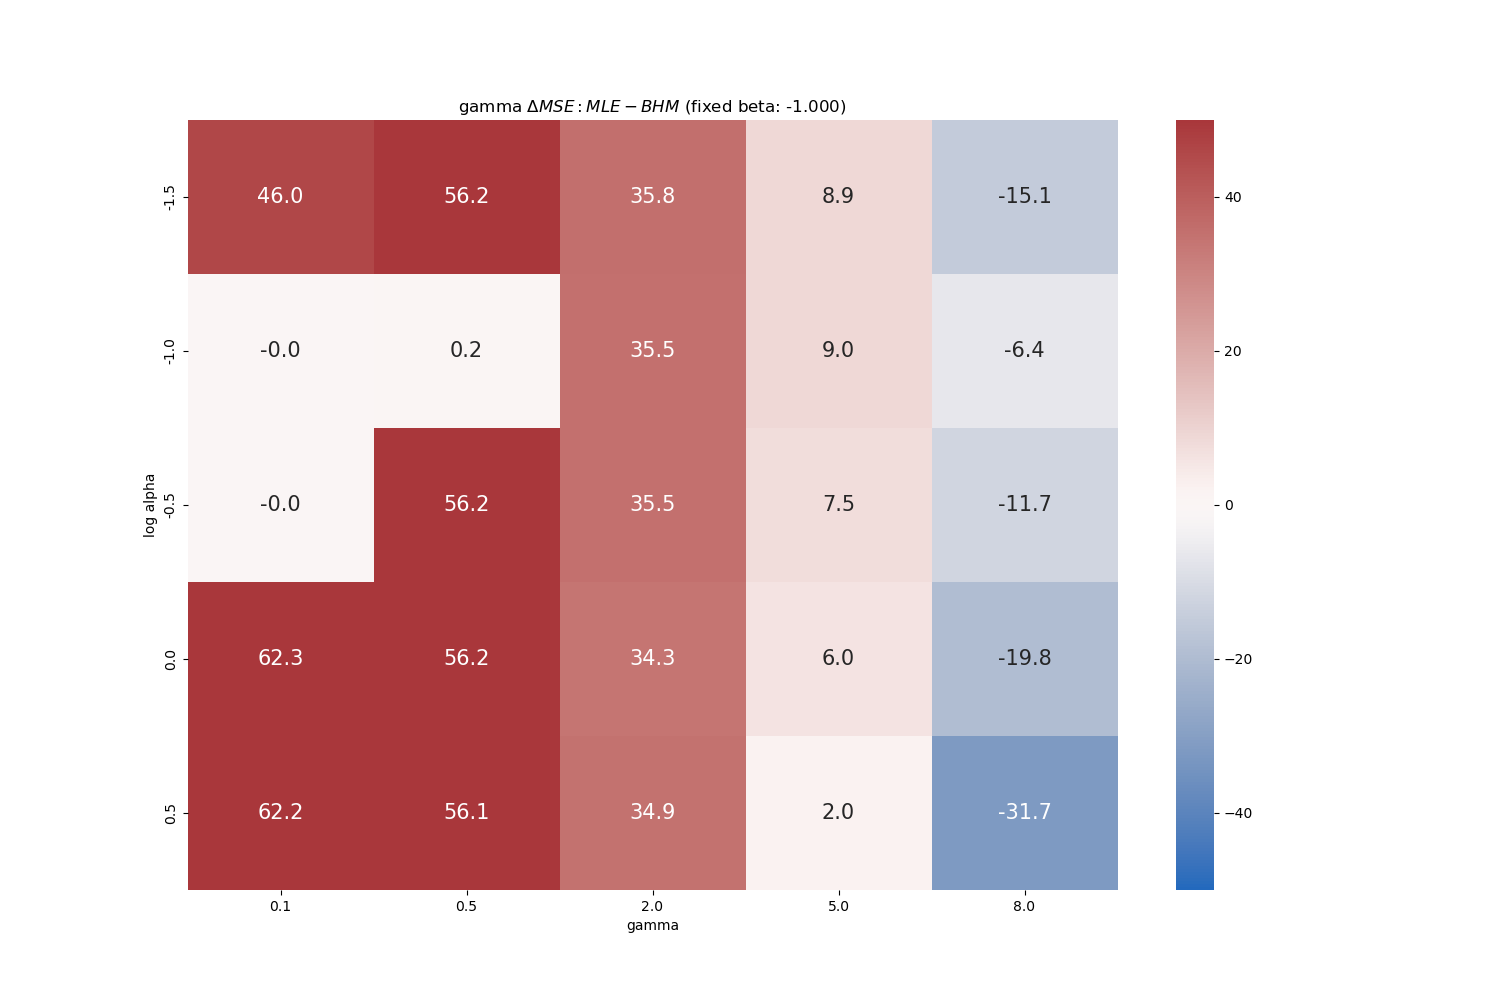 gamma ΔMSE : MLE − BHM (fixed beta: -1.000)
log alpha
-1.5
46.0 56.2 35.8 8.9 -15.1
-1.0
-0.0 0.2 35.5 9.0 -6.4
-0.5
-0.0 56.2 35.5 7.5 -11.7
0.0
62.3 56.2 34.3 6.0 -19.8
0.5
62.2 56.1 34.9 2.0 -31.7
0.1 0.5 2.0 5.0 8.0
gamma
40
20
0
−20
−40